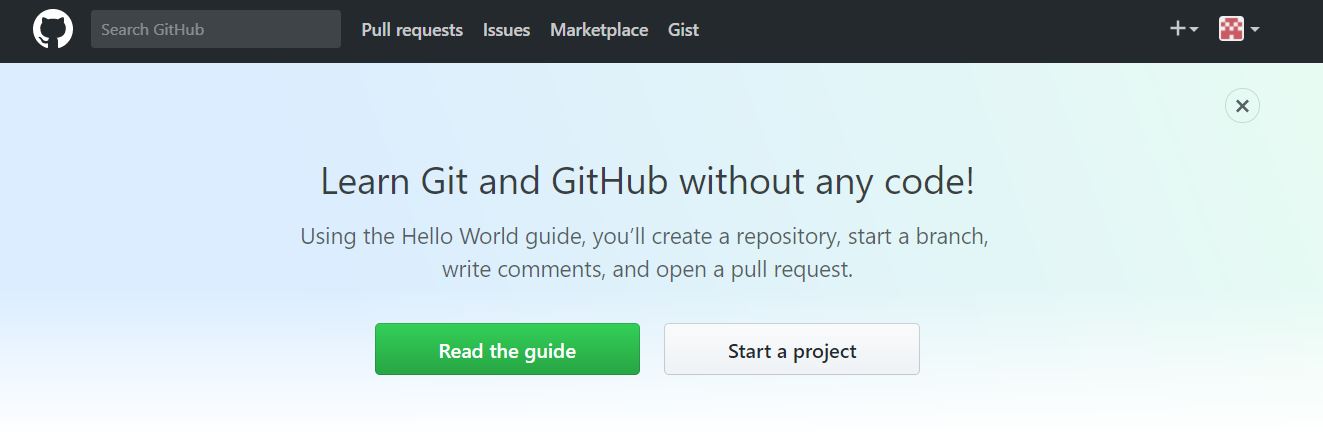 Search GitHub Pull requests Issues Marketplace Gist
Learn Git and GitHub without any code!
Using the Hello World guide, you’ll create a repository, start a branch,
write comments, and open a pull request.
Read the guide Start a project